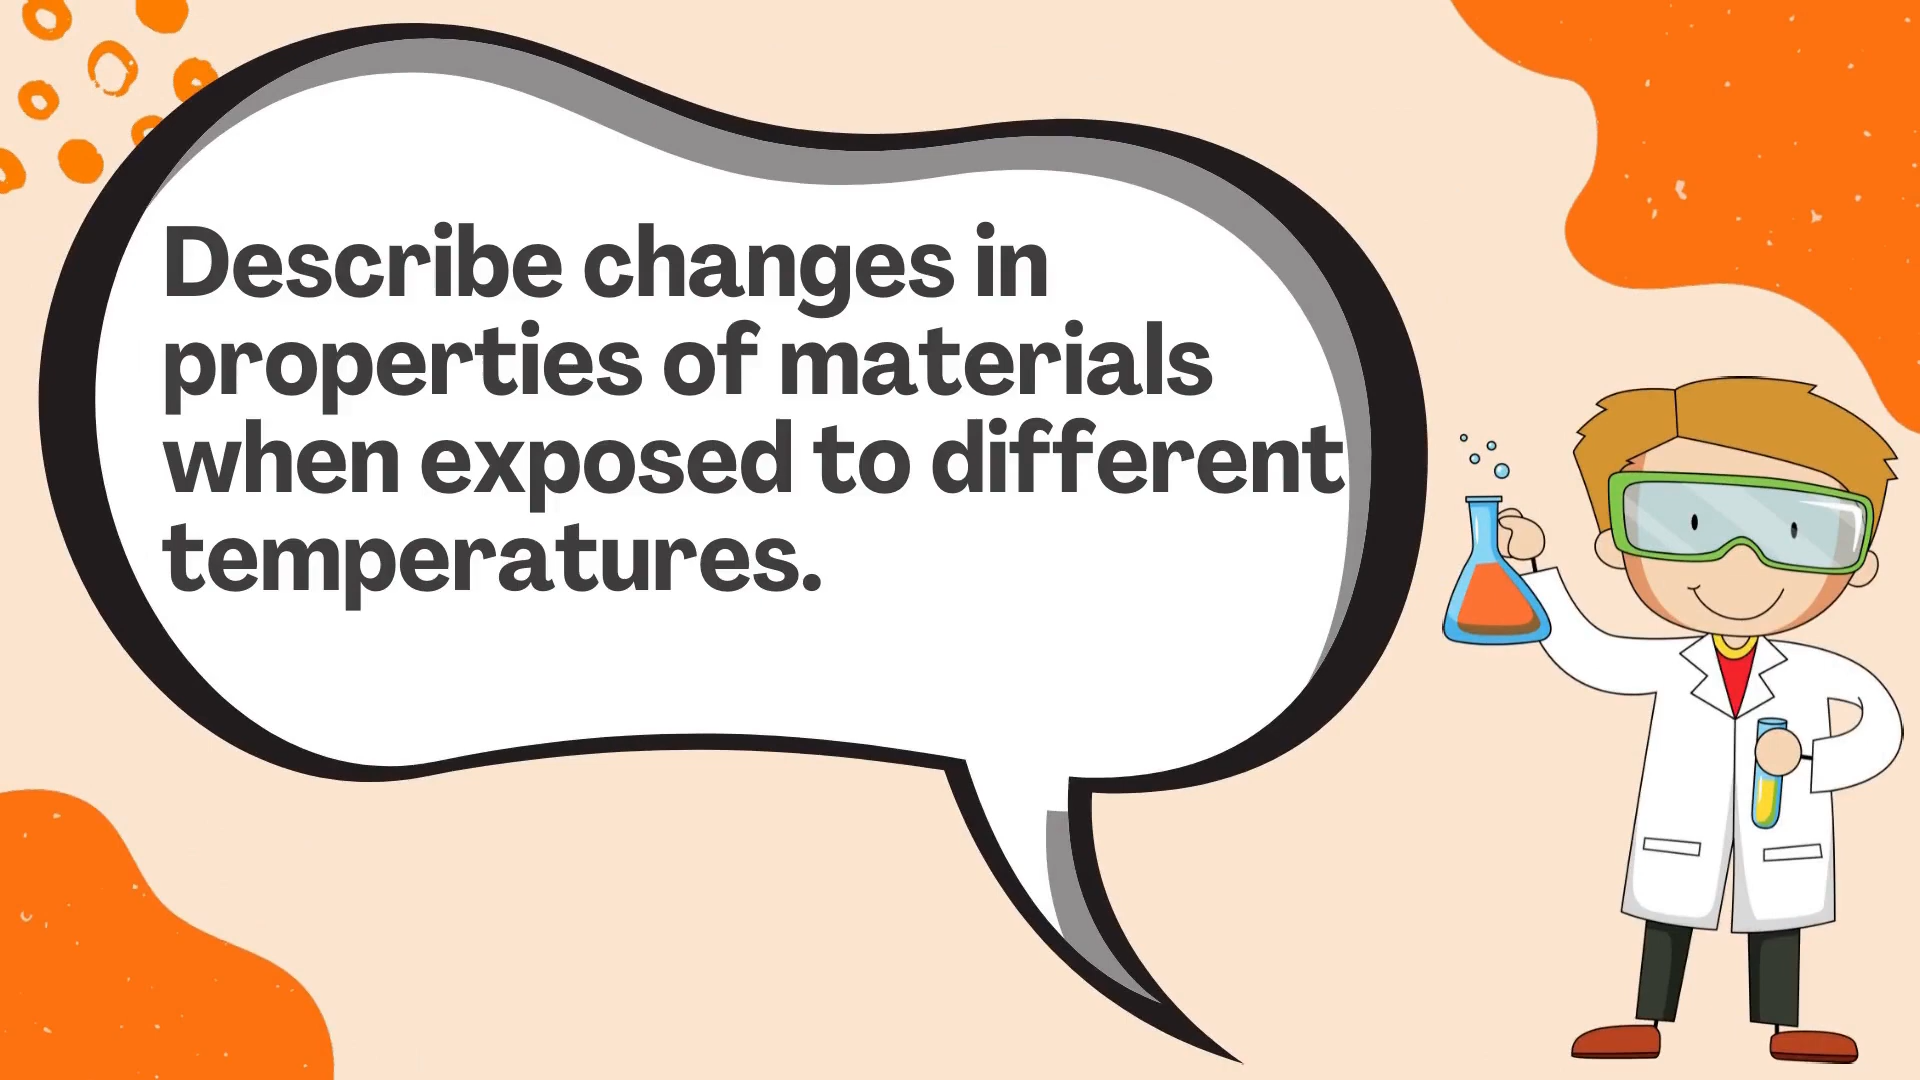 Describe changes in
properties of materials
when exposed to different
temperatures.